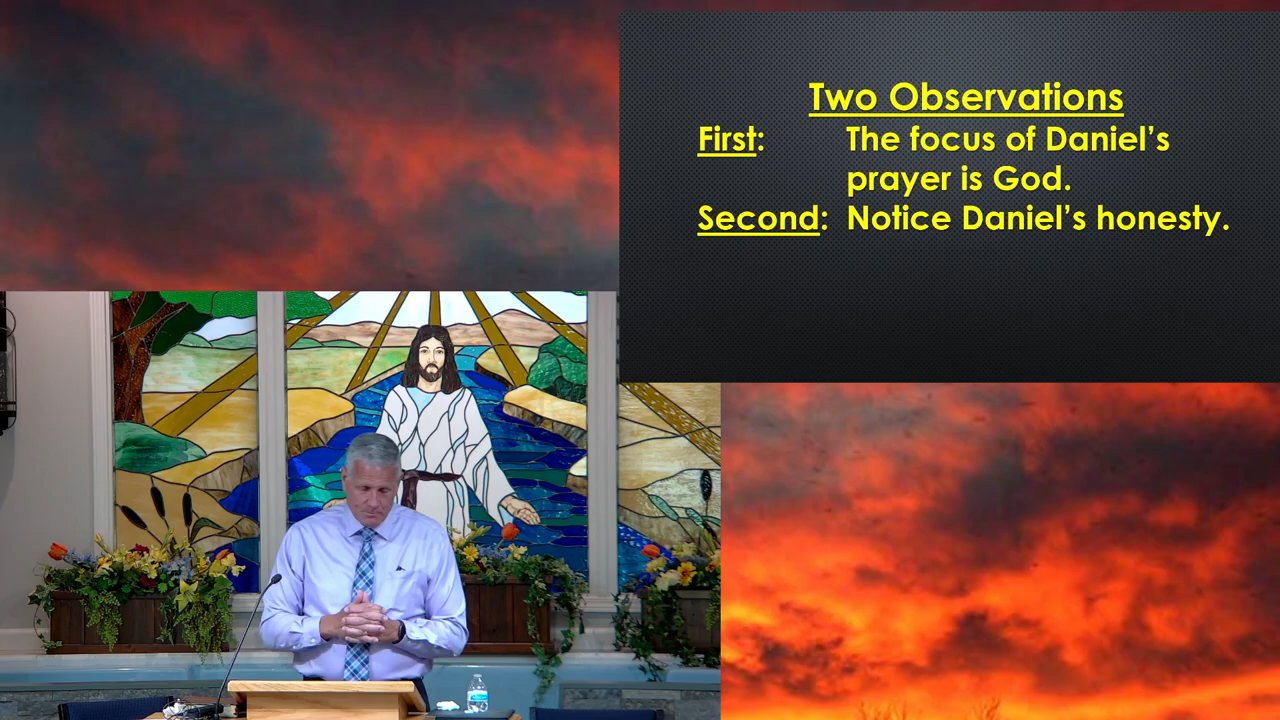 Two Observations
First: The focus of Daniel's
prayer is God.
Second: Notice Daniel's honesty.